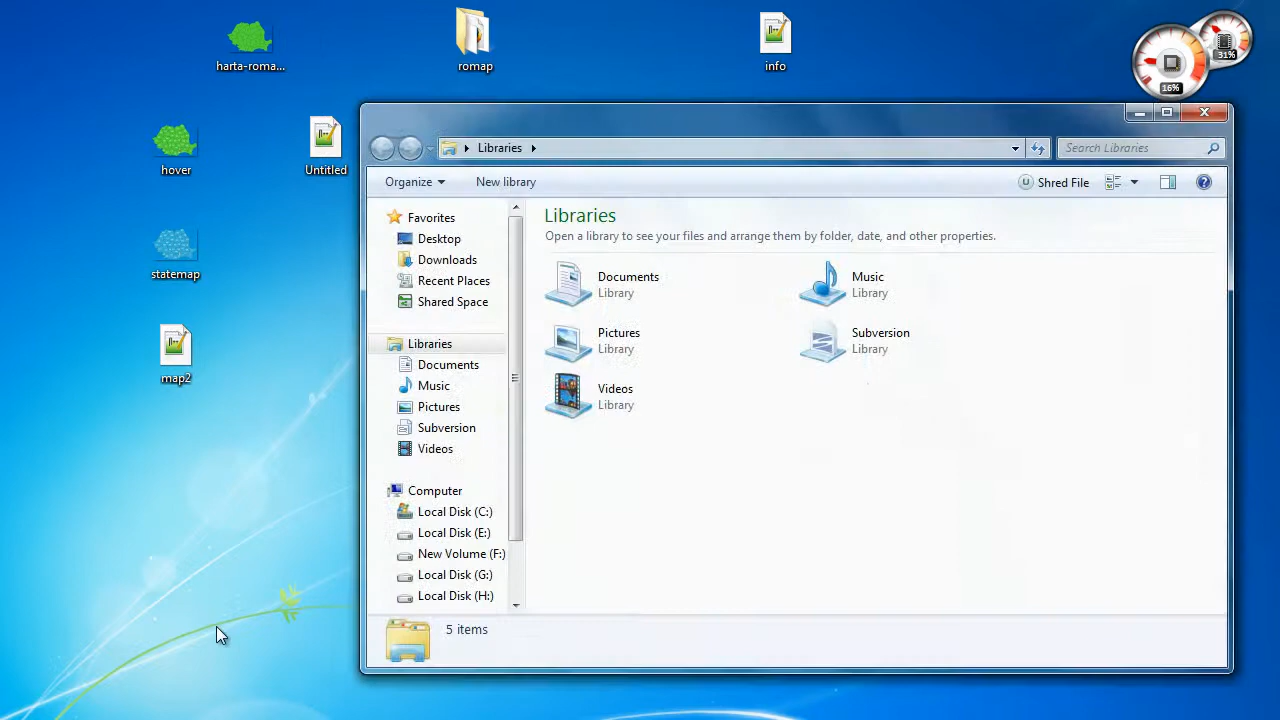 harta-roma...
romap
info
31%
16%
hover
Untitled
statemap
map2
Libraries
Search Libraries
Organize
New library
Shred File
Favorites
Desktop
Downloads
Recent Places
Shared Space
Libraries
Documents
Music
Pictures
Subversion
Videos
Computer
Local Disk (C:)
Local Disk (E:)
New Volume (F:)
Local Disk (G:)
Local Disk (H:)
Libraries
Open a library to see your files and arrange them by folder, date, and other properties.
Documents
Library
Music
Library
Pictures
Library
Subversion
Library
Videos
Library
5 items